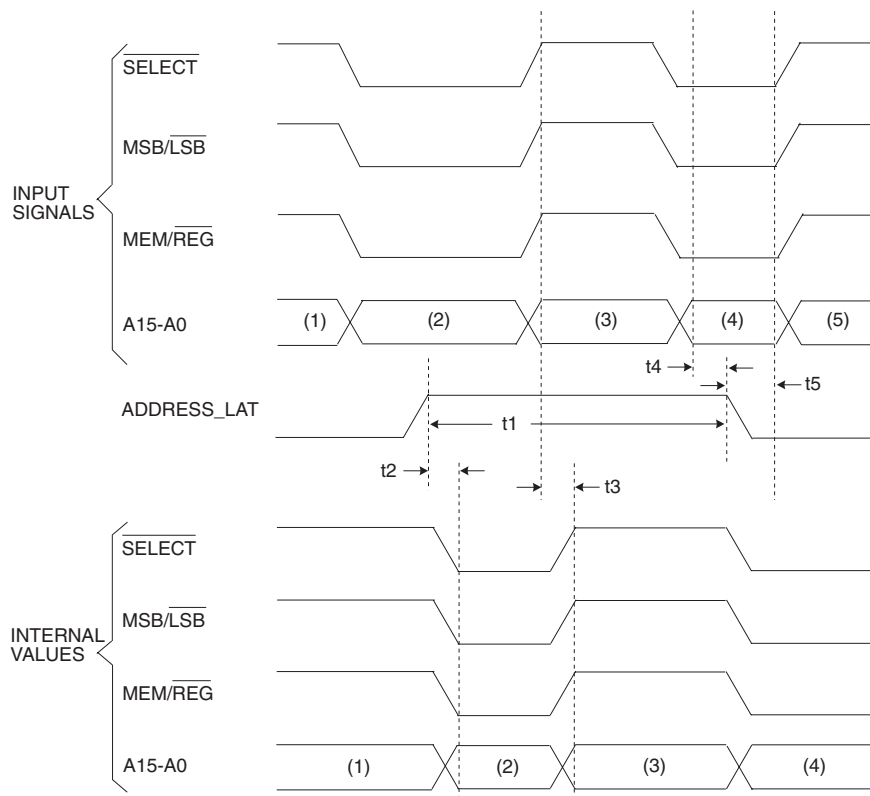 INPUT
SIGNALS
SELECT
MSB/LSB
MEM/REG
A15-A0
(1)
(2)
(3)
(4)
(5)
t4
t5
ADDRESS_LAT
t1
t2
t3
INTERNAL
VALUES
SELECT
MSB/LSB
MEM/REG
A15-A0
(1)
(2)
(3)
(4)